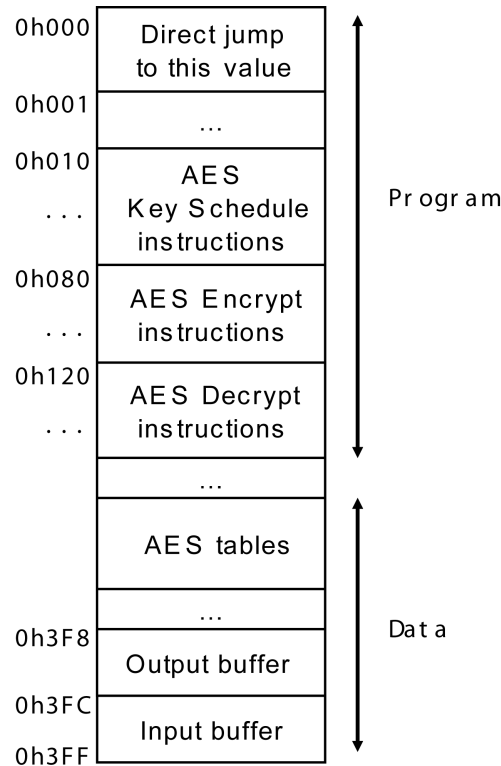 0h000
Direct jump
to this value
0h001
...
0h010
AES
Key Schedule
instructions
...
Program
0h080
AES Encrypt
instructions
...
0h120
AES Decrypt
instructions
...
...
AES tables
...
Data
0h3F8
Output buffer
0h3FC
Input buffer
0h3FF